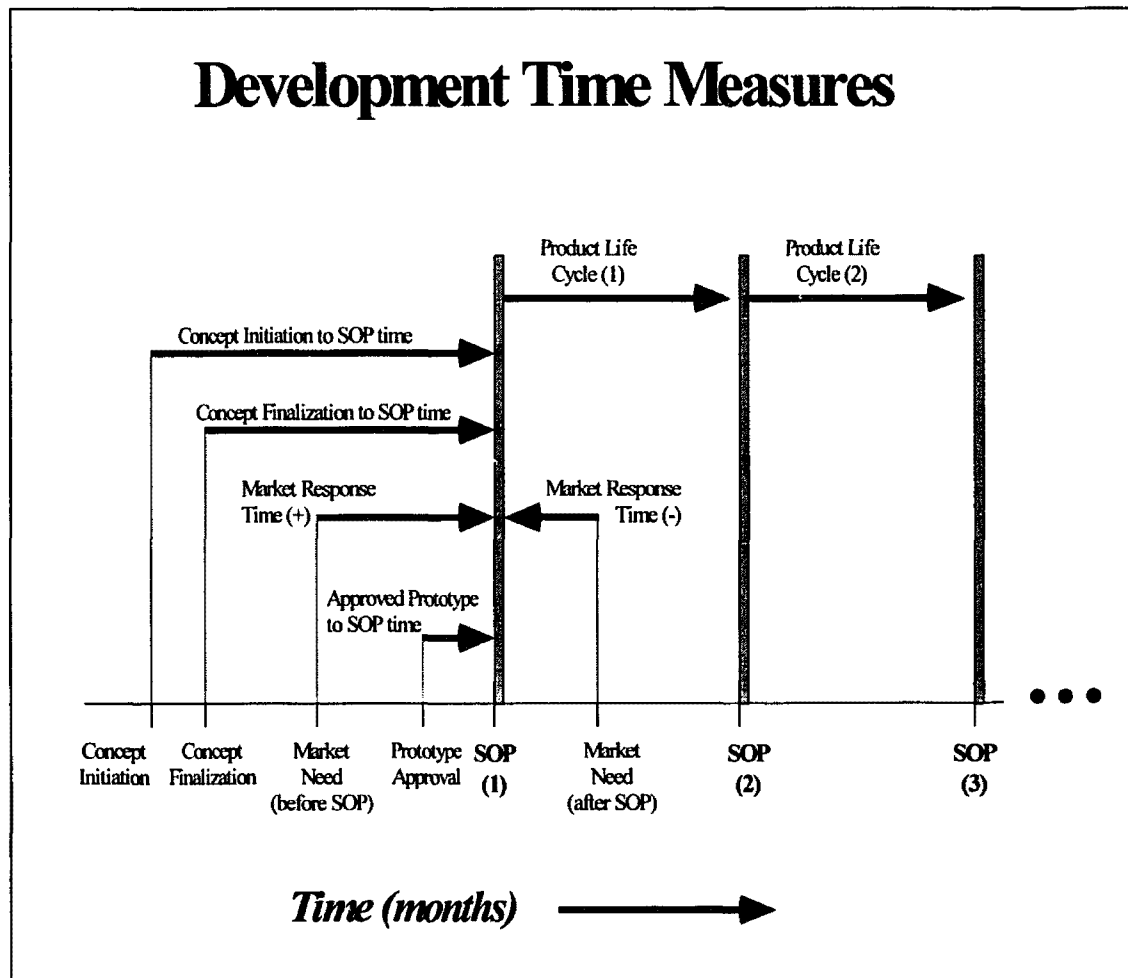 Development Time Measures
Product Life
Cycle (1)
Product Life
Cycle (2)
Concept Initiation to SOP time
Concept Finalization to SOP time
Market Response
Time (+)
Market Response
Time (-)
Approved Prototype
to SOP time
Concept
Initiation
Concept
Finalization
Market
Need
(before SOP)
Prototype
Approval
SOP
(1)
Market
Need
(after SOP)
SOP
(2)
SOP
(3)
Time (months)